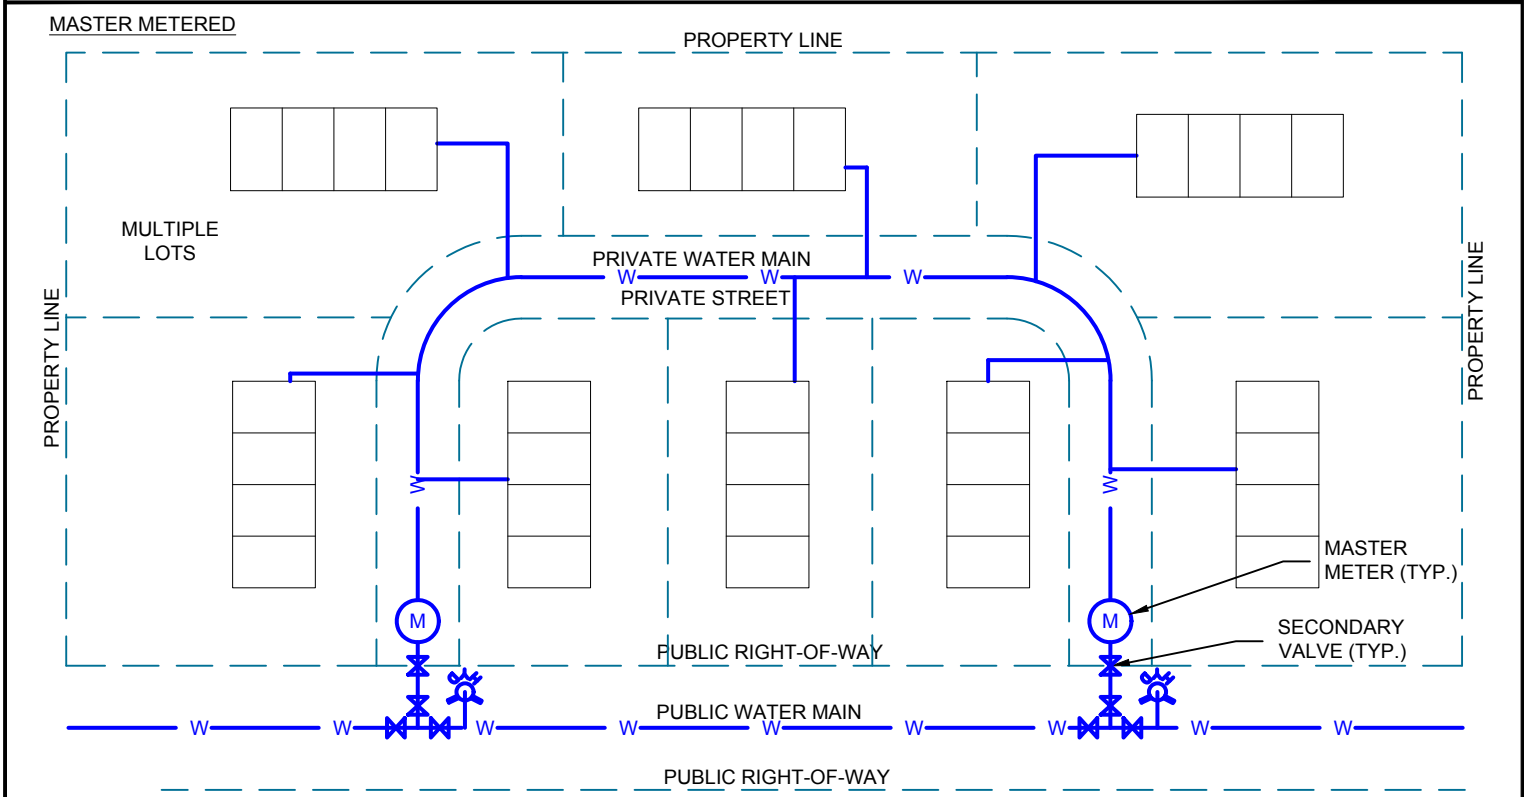 MASTER METERED
PROPERTY LINE
MULTIPLE
LOTS
PRIVATE WATER MAIN
W W W
PRIVATE STREET
PROPERTY LINE
PROPERTY LINE
W
W
MASTER
METER (TYP.)
M
M
SECONDARY
VALVE (TYP.)
PUBLIC RIGHT-OF-WAY
PUBLIC WATER MAIN
W W W W W W W W W
PUBLIC RIGHT-OF-WAY